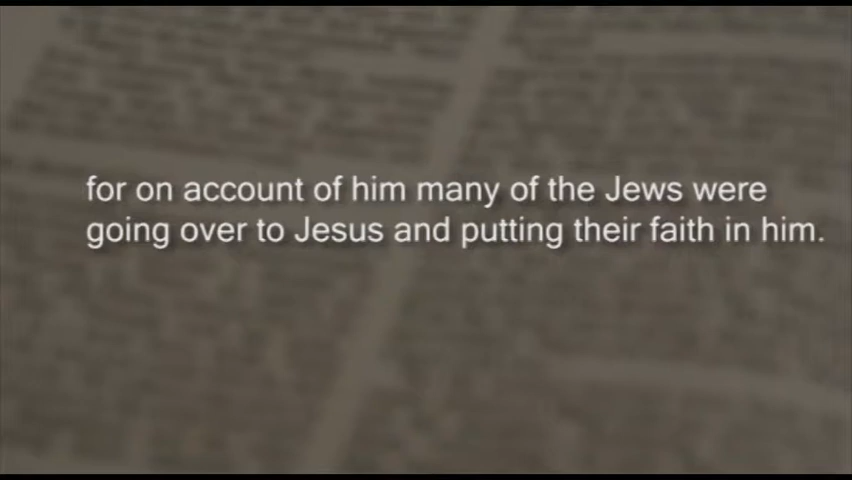 for on account of him many of the Jews were
going over to Jesus and putting their faith in him.